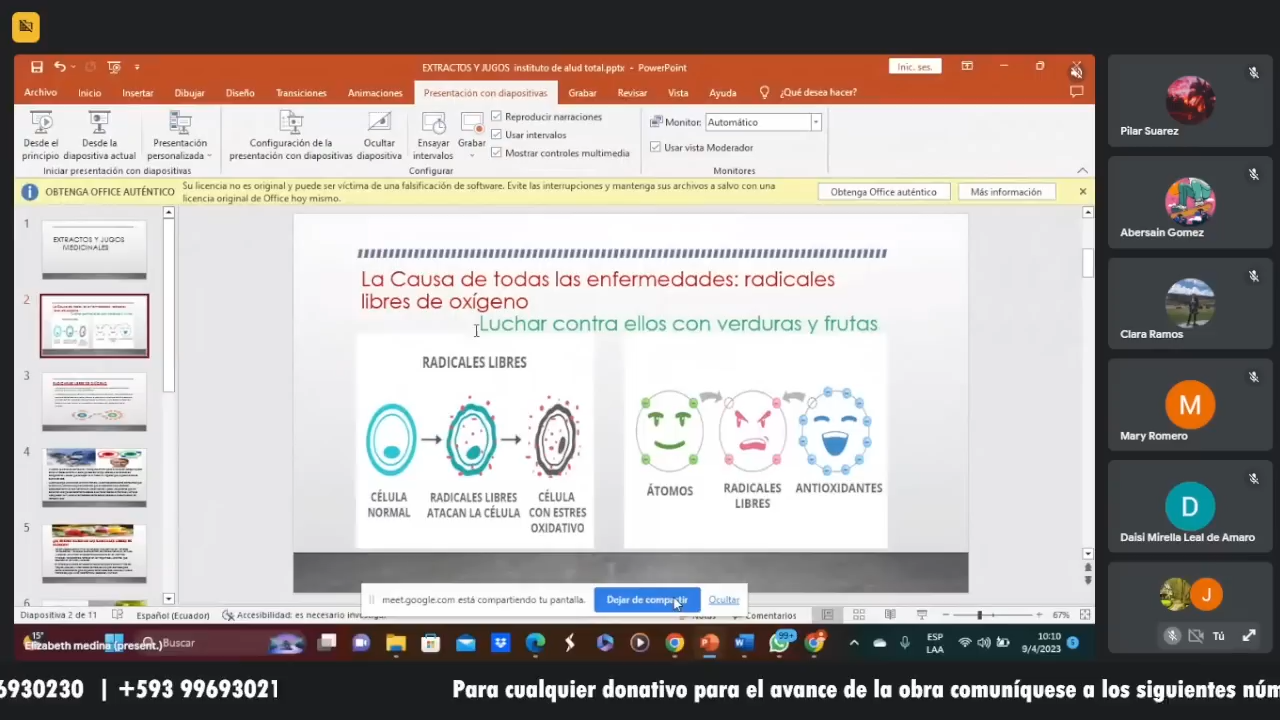 EXTRACTOS Y JUGOS instituto de alud total.pptx - PowerPoint
Inic. ses.
Archivo Inicio Insertar Dibujar Diseño Transiciones Animaciones Presentación con diapositivas Grabar Revisar Vista Ayuda ¿Qué desea hacer?
Desde el principio
Desde la diapositiva actual
Presentación personalizada
Iniciar presentación con diapositivas
Configuración de la presentación con diapositivas
Ocultar diapositiva
Ensayar intervalos
Grabar
Reproducir narraciones
Usar intervalos
Mostrar controles multimedia
Configurar
Monitor: Automático
Usar vista Moderador
Monitores
OBTENGA OFFICE AUTÉNTICO
Su licencia no es original y puede ser víctima de una falsificación de software. Evite las interrupciones y mantenga sus archivos a salvo con una
licencia original de Office hoy mismo.
Obtenga Office auténtico
Más información
1
EXTRACTOS Y JUGOS
MEDICINALES
2
3
4
5
6
La Causa de todas las enfermedades: radicales
libres de oxígeno
Luchar contra ellos con verduras y frutas
RADICALES LIBRES
CÉLULA
NORMAL
RADICALES LIBRES
ATACAN LA CÉLULA
CÉLULA
CON ESTRES
OXIDATIVO
ÁTOMOS
RADICALES
LIBRES
ANTIOXIDANTES
meet.google.com está compartiendo tu pantalla.
Dejar de compartir
Ocultar
Diapositiva 2 de 11 Español (Ecuador) Accesibilidad: es necesario inve
Notas Comentarios 67%
15°
Elizabeth medina (present.)
Buscar
99+
ESP
LAA
10:10
9/4/2023
Pilar Suarez
Abersain Gomez
Clara Ramos
M
Mary Romero
D
Daisi Mirella Leal de Amaro
J
Tú
6930230 | +593 99693021
Para cualquier donativo para el avance de la obra comuníquese a los siguientes núm